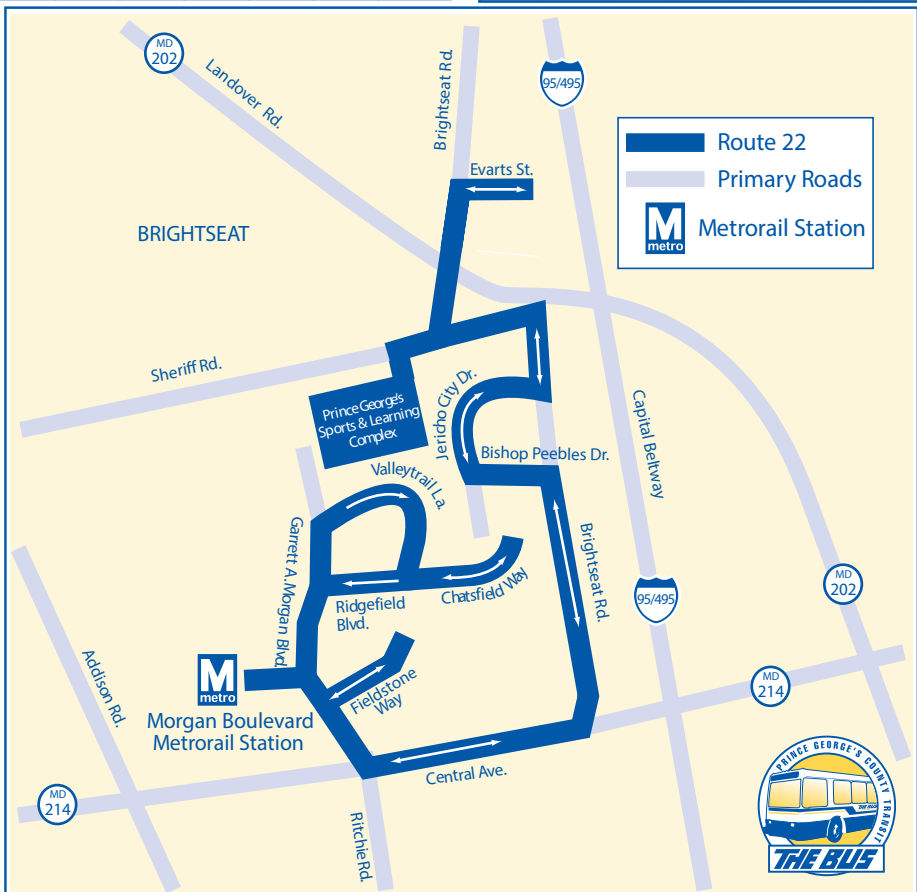 MD
202
Landover Rd.
Brightseat Rd.
95/495
Route 22
Primary Roads
M
metro
Metrorail Station
Evarts St.
BRIGHTSEAT
Sheriff Rd.
Prince George's
Sports & Learning
Complex
Jericho City Dr.
Capital Beltway
Bishop Peebles Dr.
Valleytrail La.
Garrett A. Morgan Blvd.
Brightseat Rd.
Ridgefield
Blvd.
Chatsfield Way
95/495
MD
202
Addison Rd.
M
metro
Fieldstone
Way
MD
214
Morgan Boulevard
Metrorail Station
Central Ave.
MD
214
Ritchie Rd.
PRINCE GEORGE'S COUNTY TRANSIT
THE BUS
THE BUS